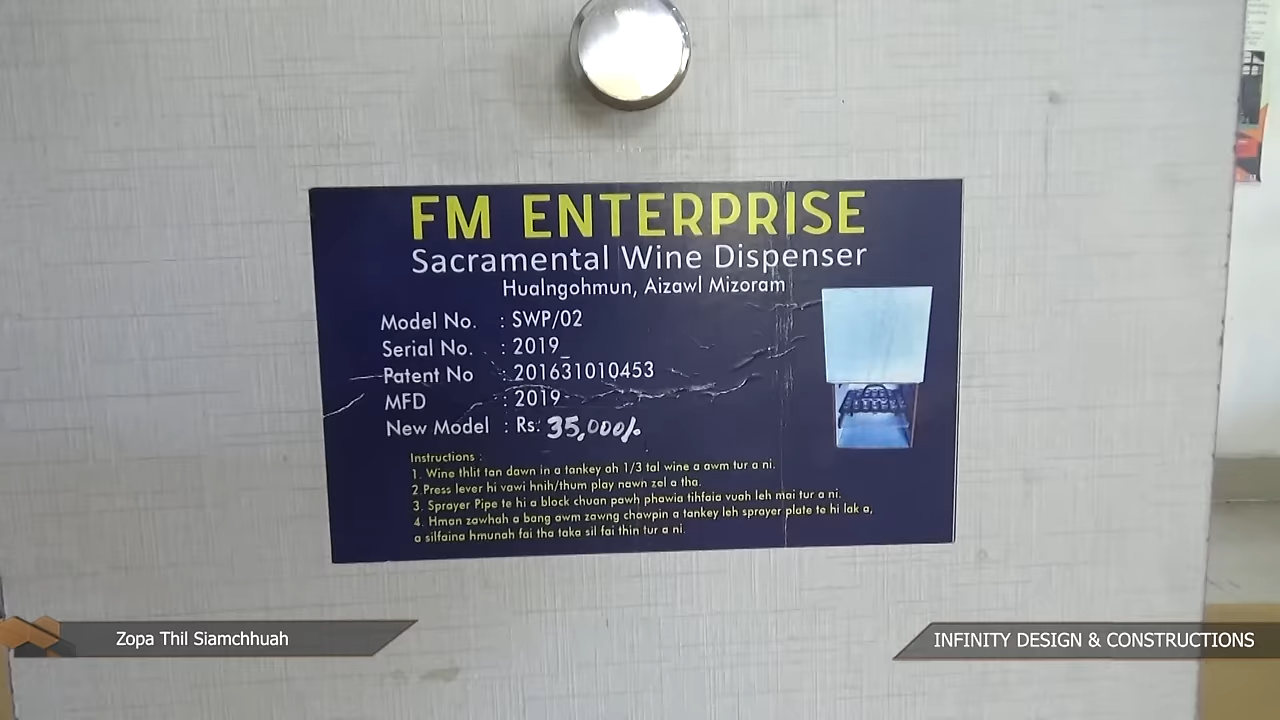 FM ENTERPRISE
Sacramental Wine Dispenser
Hualngohmun, Aizawl Mizoram
Model No. : SWP/02
Serial No. : 2019_
Patent No : 201631010453
MFD : 2019
New Model : Rs: 35,000/-
Instructions :
1. Wine thlit tan dawn in a tankey ah 1/3 tal wine a awm tur a ni.
2.Press lever hi vawi hnih/thum play nawn zel a tha.
3. Sprayer Pipe te hi a block chuan pawh phawia tihfaia vuah leh mai tur a ni.
4. Hman zawhah a bang awm zawng chawpin a tankey leh sprayer plate te hi lak a,
a silfaina hmunah fai tha taka sil fai thin tur a ni.
Zopa Thil Siamchhuah
INFINITY DESIGN & CONSTRUCTIONS